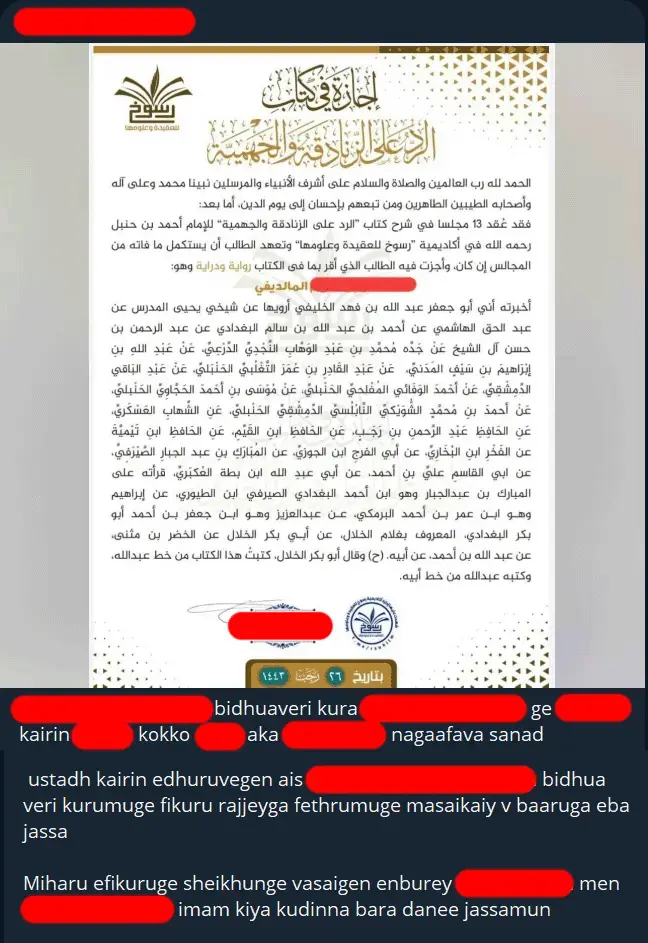 رسوخ
للعقيدة وعلومها
إجازة في كتاب
الرد على الزنادقة والجهمية
الحمد لله رب العالمين والصلاة والسلام على أشرف الأنبياء والمرسلين نبينا محمد وعلى آله
وأصحابه الطيبين الطاهرين ومن تبعهم بإحسان إلى يوم الدين، أما بعد:
فقد عُقد 13 مجلسا في شرح كتاب "الرد على الزنادقة والجهمية" للإمام أحمد بن حنبل
رحمه الله في أكاديمية "رسوخ للعقيدة وعلومها" وتعهد الطالب أن يستكمل ما فاته من
المجالس إن كان، وأجزت فيه الطالب الذي أقر بما فى الكتاب رواية ودراية وهو:
المالديفي
أخبرته أني أبو جعفر عبد الله بن فهد الخليفي أرويها عن شيخي يحيى المدرس عن
عبد الحق الهاشمي عن أحمد بن عبد الله بن سالم البغدادي عن عبد الرحمن بن
حسن آل الشيخ عَنْ جَدِّه مُحَمَّدِ بنِ عَبْدِ الوَهَّابِ النَّجْدِيِّ الدِّرْعِيِّ، عَنْ عَبْدِ اللهِ بنِ
إِبْرَاهِيمَ بنِ سَيْفٍ المَدَنِيِّ، عَنْ عَبْدِ القَادِرِ بنِ عُمَرَ التَّغْلَبِيِّ الحَنْبَلِيِّ، عَنْ عَبْدِ البَاقِي
الدِّمَشْقِيِّ، عَنْ أَحْمَدَ الوَفَائِي المُفْلِحِيِّ الحَنْبَلِيِّ، عَنْ مُوْسَى بنِ أَحْمَدَ الحَجَّاوِيِّ الحَنْبَلِيِّ،
عَنْ أحمدَ بنِ مُحمَّدٍ الشُّوَيْكِيِّ النَّابُلْسيِّ الدِّمشْقِيِّ الحَنْبَلِيِّ، عَنِ الشِّهابِ العَسْكَرِيِّ،
عَنِ الحَافِظِ عَبْدِ الرَّحمنِ بنِ رَجَبٍ، عَنِ الحَافِظِ ابنِ القَيِّمِ، عَنِ الحَافِظِ ابنِ تَيْمِيَّةَ
عن الفَخْرِ ابنِ البُخَارِيِّ، عن أبي الفَرَجِ ابنِ الجوزيِّ، عن المُبَارَكِ بنِ عبد الجبارِ الصَّيْرَفِيِّ،
عن ابي القاسمِ عليِّ بنِ أحمد، عن أبي عبدِ الله ابنِ بطة العُكبَريِّ، قرأته على
المبارك بن عبدالجبار وهو ابن أحمد البغدادي الصيرفي ابن الطيوري، عن إبراهيم
وهو ابن عمر بن أحمد البرمكي، عن عبدالعزيز وهو ابن جعفر بن أحمد أبو
بكر البغدادي، المعروف بغلام الخلال، عن أبي بكر الخلال عن الخضر بن مثنى،
عن عبد الله بن أحمد، عن أبيه. (ح) وقال أبو بكر الخلال، كتبتُ هذا الكتاب من خط عبدالله،
وكتبه عبدالله من خط أبيه.
بتاريخ ٢٦ رجب ١٤٤٣
bidhuaveri kura ge
kairin kokko aka nagaafava sanad
ustadh kairin edhuruvegen ais bidhua
veri kurumuge fikuru rajjeyga fethrumuge masaikaiy v baaruga eba
jassa
Miharu efikuruge sheikhunge vasaigen enburey men
imam kiya kudinna bara danee jassamun